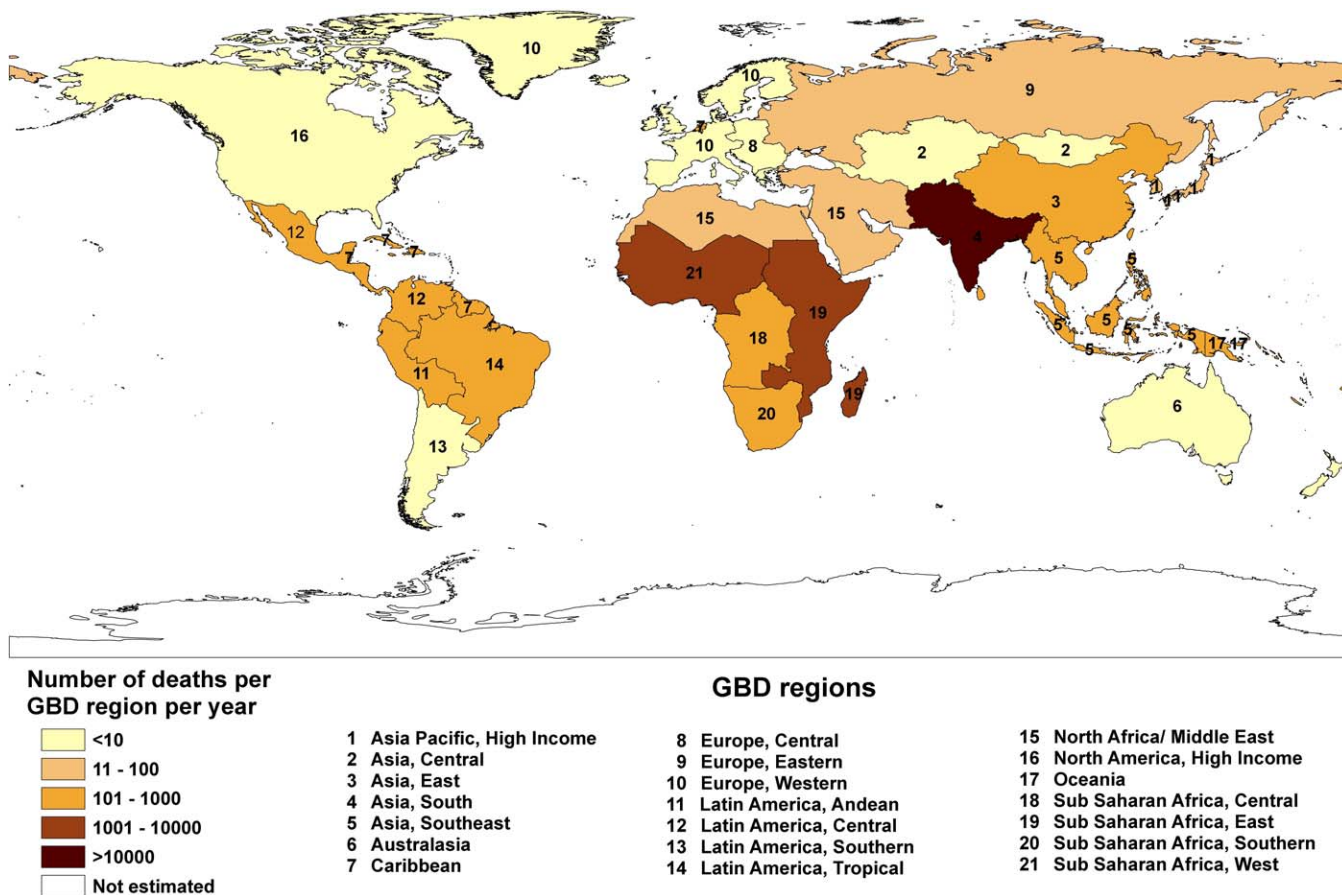 10
16
10
9
7
10
8
2
2
1
1
1
11
3
15
15
4
12
7
7
7
21
5
5
12
7
19
18
5
5
5
5
5
17
17
14
11
19
20
6
13
Number of deaths per
GBD region per year
<10
11 - 100
101 - 1000
1001 - 10000
>10000
Not estimated
GBD regions
1 Asia Pacific, High Income
2 Asia, Central
3 Asia, East
4 Asia, South
5 Asia, Southeast
6 Australasia
7 Caribbean
8 Europe, Central
9 Europe, Eastern
10 Europe, Western
11 Latin America, Andean
12 Latin America, Central
13 Latin America, Southern
14 Latin America, Tropical
15 North Africa/ Middle East
16 North America, High Income
17 Oceania
18 Sub Saharan Africa, Central
19 Sub Saharan Africa, East
20 Sub Saharan Africa, Southern
21 Sub Saharan Africa, West